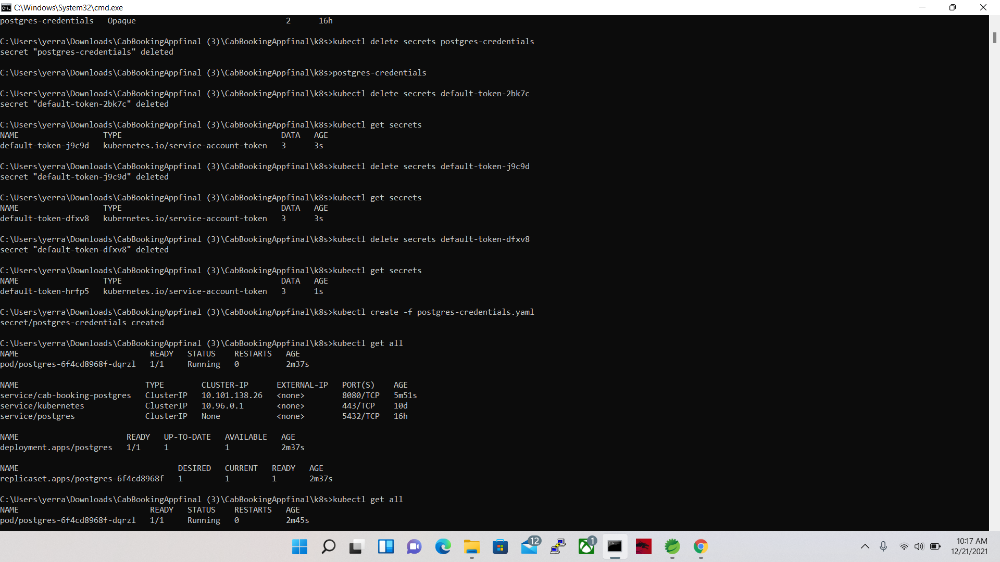 C:\Windows\System32\cmd.exe
postgres-credentials   Opaque                                2      16h
C:\Users\yerra\Downloads\CabBookingAppfinal (3)\CabBookingAppfinal\k8s>kubectl delete secrets postgres-credentials
secret "postgres-credentials" deleted
C:\Users\yerra\Downloads\CabBookingAppfinal (3)\CabBookingAppfinal\k8s>postgres-credentials
C:\Users\yerra\Downloads\CabBookingAppfinal (3)\CabBookingAppfinal\k8s>kubectl delete secrets default-token-2bk7c
secret "default-token-2bk7c" deleted
C:\Users\yerra\Downloads\CabBookingAppfinal (3)\CabBookingAppfinal\k8s>kubectl get secrets
NAME                  TYPE                                  DATA   AGE
default-token-j9c9d   kubernetes.io/service-account-token   3      3s
C:\Users\yerra\Downloads\CabBookingAppfinal (3)\CabBookingAppfinal\k8s>kubectl delete secrets default-token-j9c9d
secret "default-token-j9c9d" deleted
C:\Users\yerra\Downloads\CabBookingAppfinal (3)\CabBookingAppfinal\k8s>kubectl get secrets
NAME                  TYPE                                  DATA   AGE
default-token-dfxv8   kubernetes.io/service-account-token   3      3s
C:\Users\yerra\Downloads\CabBookingAppfinal (3)\CabBookingAppfinal\k8s>kubectl delete secrets default-token-dfxv8
secret "default-token-dfxv8" deleted
C:\Users\yerra\Downloads\CabBookingAppfinal (3)\CabBookingAppfinal\k8s>kubectl get secrets
NAME                  TYPE                                  DATA   AGE
default-token-hrfp5   kubernetes.io/service-account-token   3      1s
C:\Users\yerra\Downloads\CabBookingAppfinal (3)\CabBookingAppfinal\k8s>kubectl create -f postgres-credentials.yaml
secret/postgres-credentials created
C:\Users\yerra\Downloads\CabBookingAppfinal (3)\CabBookingAppfinal\k8s>kubectl get all
NAME                            READY   STATUS    RESTARTS   AGE
pod/postgres-6f4cd8968f-dqrzl   1/1     Running   0          2m37s
NAME                           TYPE        CLUSTER-IP      EXTERNAL-IP   PORT(S)    AGE
service/cab-booking-postgres   ClusterIP   10.101.138.26   <none>        8080/TCP   5m51s
service/kubernetes             ClusterIP   10.96.0.1       <none>        443/TCP    10d
service/postgres               ClusterIP   None            <none>        5432/TCP   16h
NAME                       READY   UP-TO-DATE   AVAILABLE   AGE
deployment.apps/postgres   1/1     1            1           2m37s
NAME                                  DESIRED   CURRENT   READY   AGE
replicaset.apps/postgres-6f4cd8968f   1         1         1       2m37s
C:\Users\yerra\Downloads\CabBookingAppfinal (3)\CabBookingAppfinal\k8s>kubectl get all
NAME                            READY   STATUS    RESTARTS   AGE
pod/postgres-6f4cd8968f-dqrzl   1/1     Running   0          2m45s
12
1
10:17 AM
12/21/2021